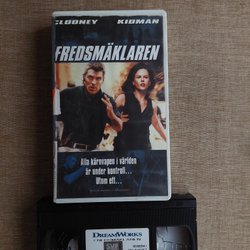 CLOONEY KIDMAN
FREDSMÄKLAREN
Alla kärnvapen i världen
är under kontroll...
Utom ett...
DREAMWORKS